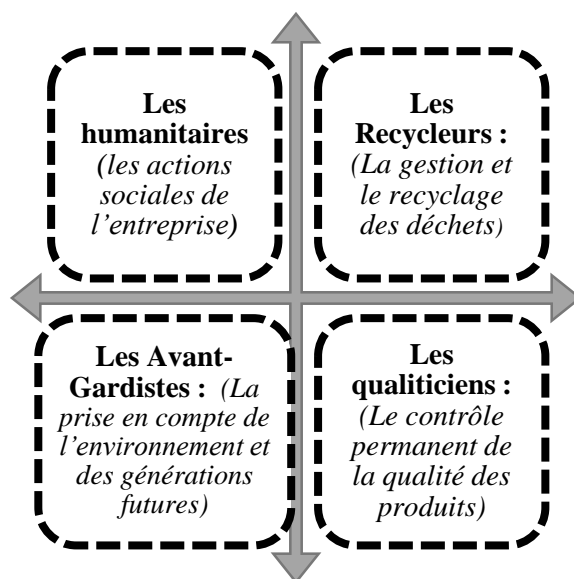 Les
humanitaires
(les actions
sociales de
l'entreprise)
Les
Recycleurs :
(La gestion et
le recyclage
des déchets)
Les Avant-
Gardistes : (La
prise en compte de
l'environnement et
des générations
futures)
Les
qualiticiens :
(Le contrôle
permanent de
la qualité des
produits)